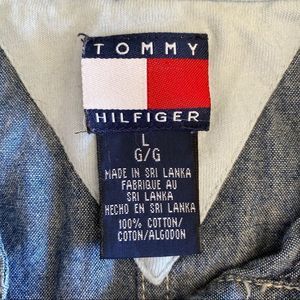 TOMMY
HILFIGER
L
G/G
MADE IN SRI LANKA
FABRIQUE AU
SRI LANKA
HECHO EN SRI LANKA
100% COTTON/
COTON/ALGODON